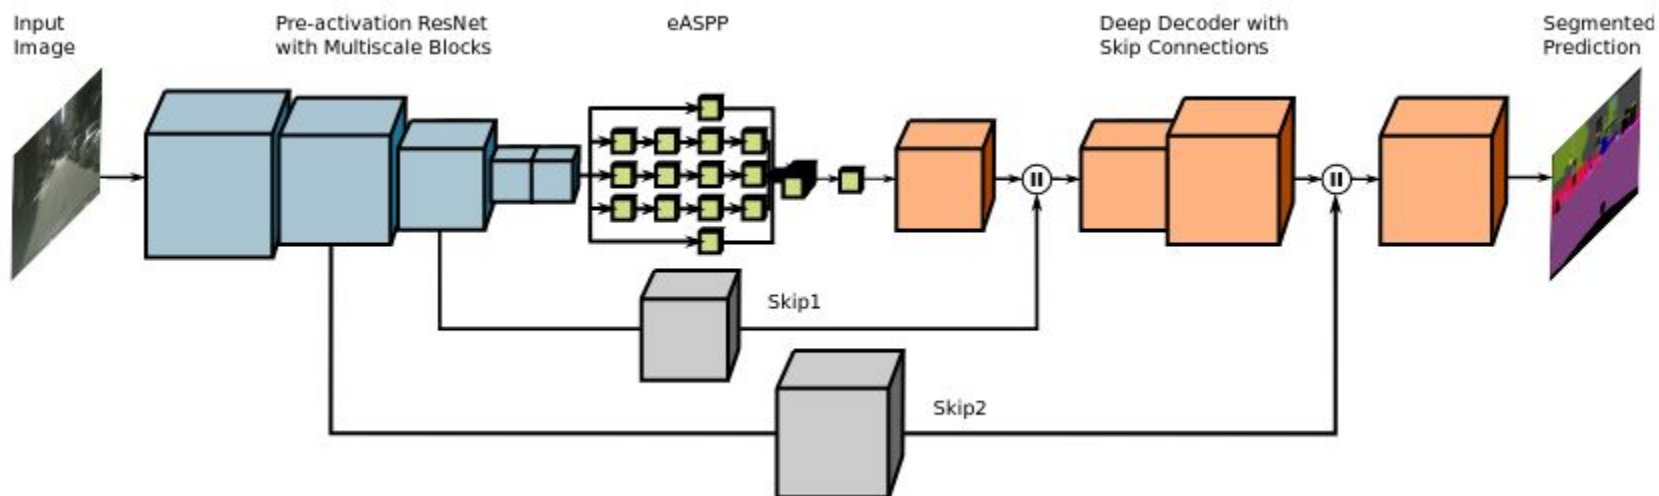 Input
Image
Pre-activation ResNet
with Multiscale Blocks
eASPP
Deep Decoder with
Skip Connections
Segmented
Prediction
Skip1
Skip2